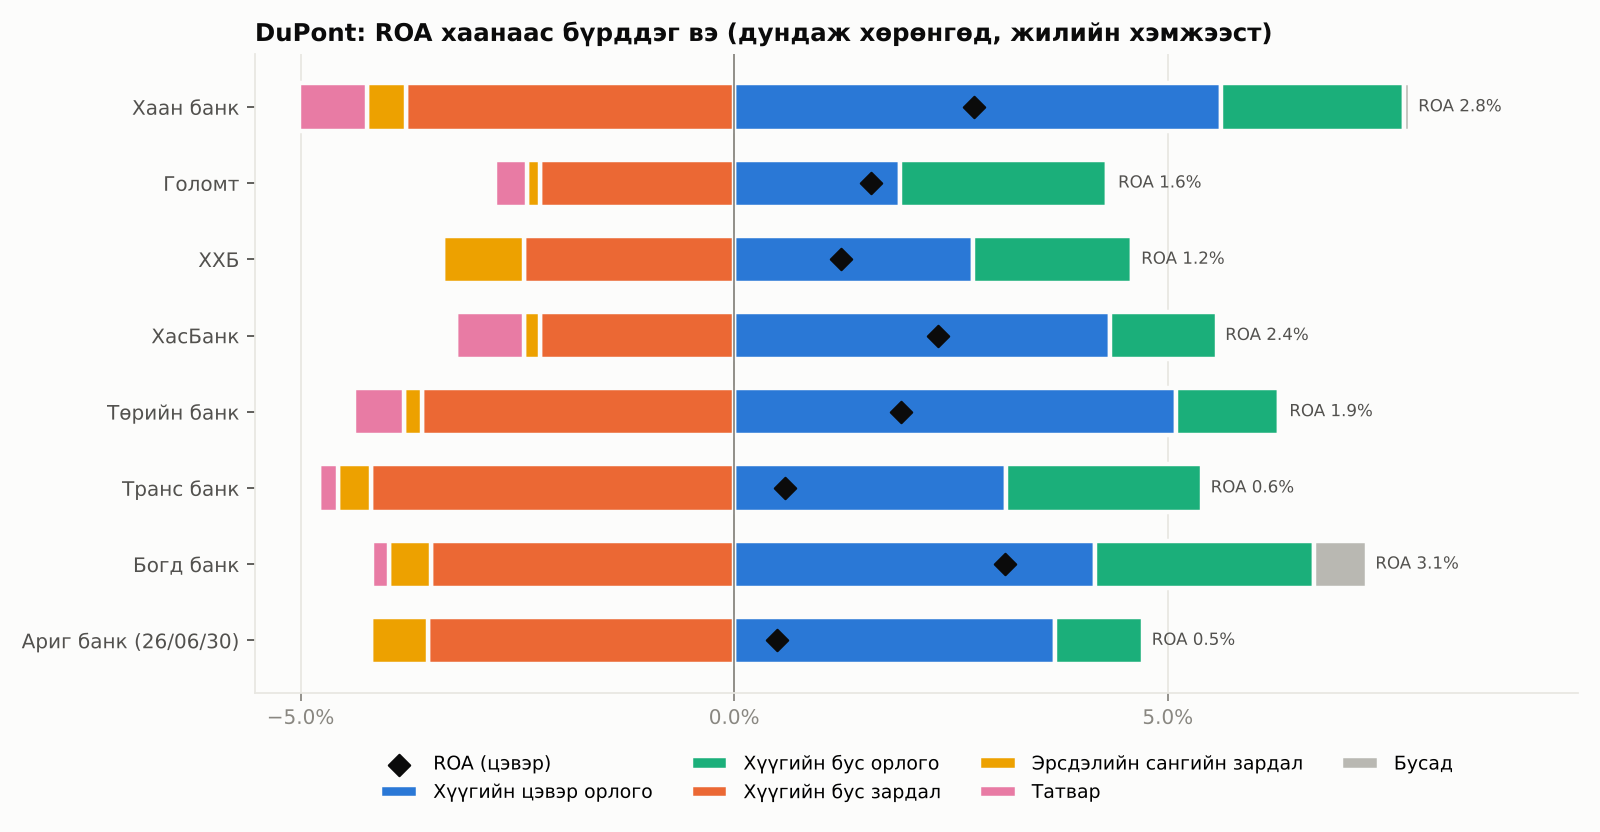 DuPont: ROA хаанаас бүрддэг вэ (дундаж хөрөнгөд, жилийн хэмжээст)
Хаан банк
ROA 2.8%
Голомт
ROA 1.6%
ХХБ
ROA 1.2%
ХасБанк
ROA 2.4%
Төрийн банк
ROA 1.9%
Транс банк
ROA 0.6%
Богд банк
ROA 3.1%
Ариг банк (26/06/30)
ROA 0.5%
−5.0%
0.0%
5.0%
ROA (цэвэр)
Хүүгийн цэвэр орлого
Хүүгийн бус орлого
Хүүгийн бус зардал
Эрсдэлийн сангийн зардал
Татвар
Бусад